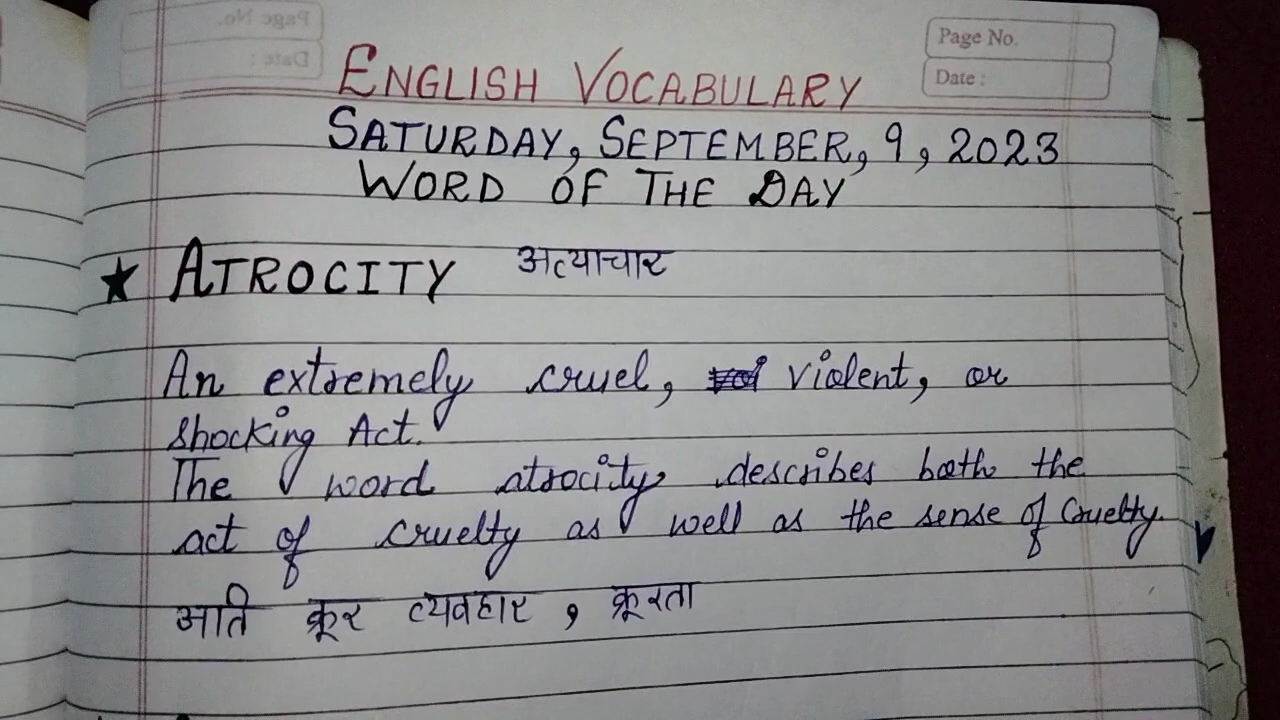 Page No.
Date :
ENGLISH VOCABULARY
SATURDAY, SEPTEMBER, 9, 2023
WORD OF THE DAY
★ ATROCITY अत्याचार
An extremely cruel, violent, or
shocking Act.
The word atrocity describes both the
act of cruelty as well as the sense of Cruelty.
आति क्रूर व्यवहार, क्रूरता